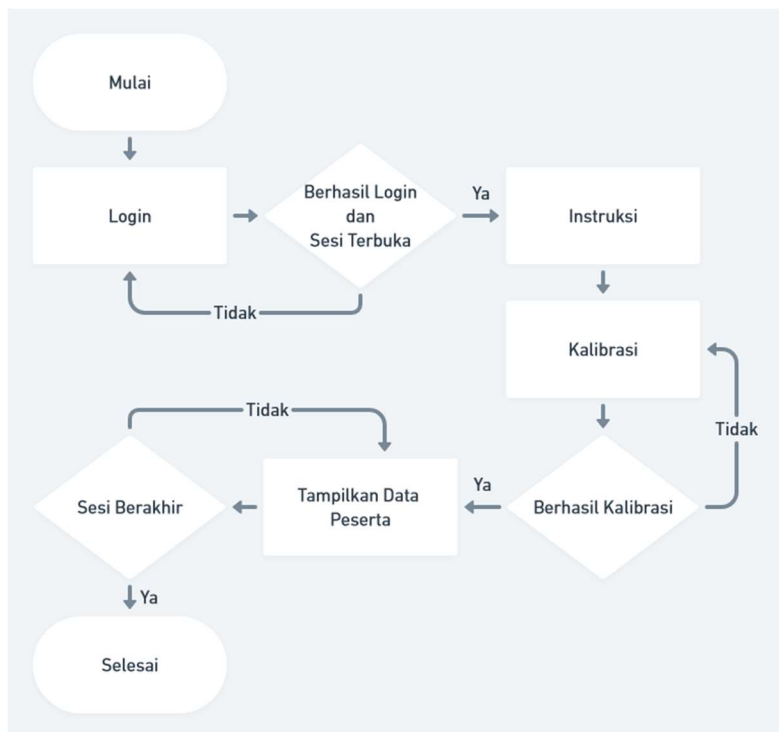 Mulai
Login
Berhasil Login
dan
Sesi Terbuka
Ya
Instruksi
Tidak
Kalibrasi
Tidak
Berhasil Kalibrasi
Ya
Tampilkan Data
Peserta
Tidak
Sesi Berakhir
Ya
Selesai